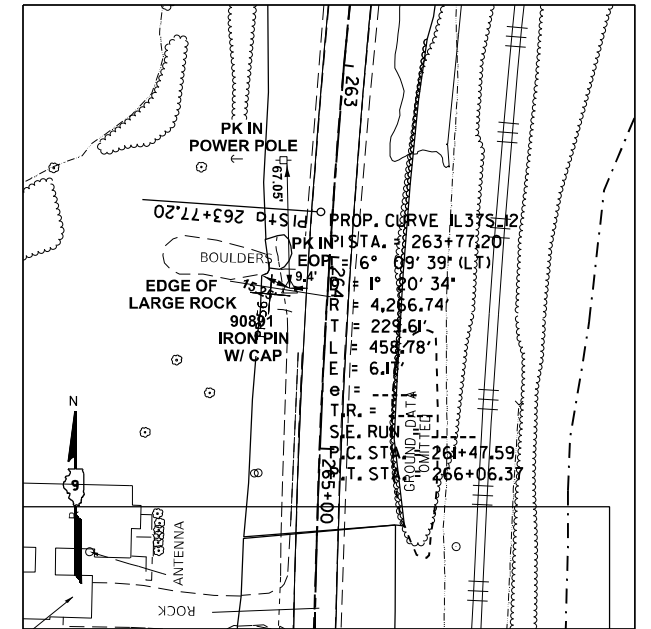 263
PK IN
POWER POLE
67.05'
PI Sta 263+77.20
PROP. CURVE IL37S_12
PI STA. = 263+77.20
= 6° 09' 39" (LT)
= 1° 20' 34"
R = 4,266.74'
T = 229.61'
L = 458.78'
E = 6.17'
e =
T.R. =
S.E. RUN
P.C. STA. = 261+47.59
P.T. STA. = 266+06.37
BOULDERS
PK IN
EOP
9.4'
264
EDGE OF
LARGE ROCK
90891
IRON PIN
W/ CAP
GROUND DATA
OMITTED
265+00
N
9
ANTENNA
ROCK